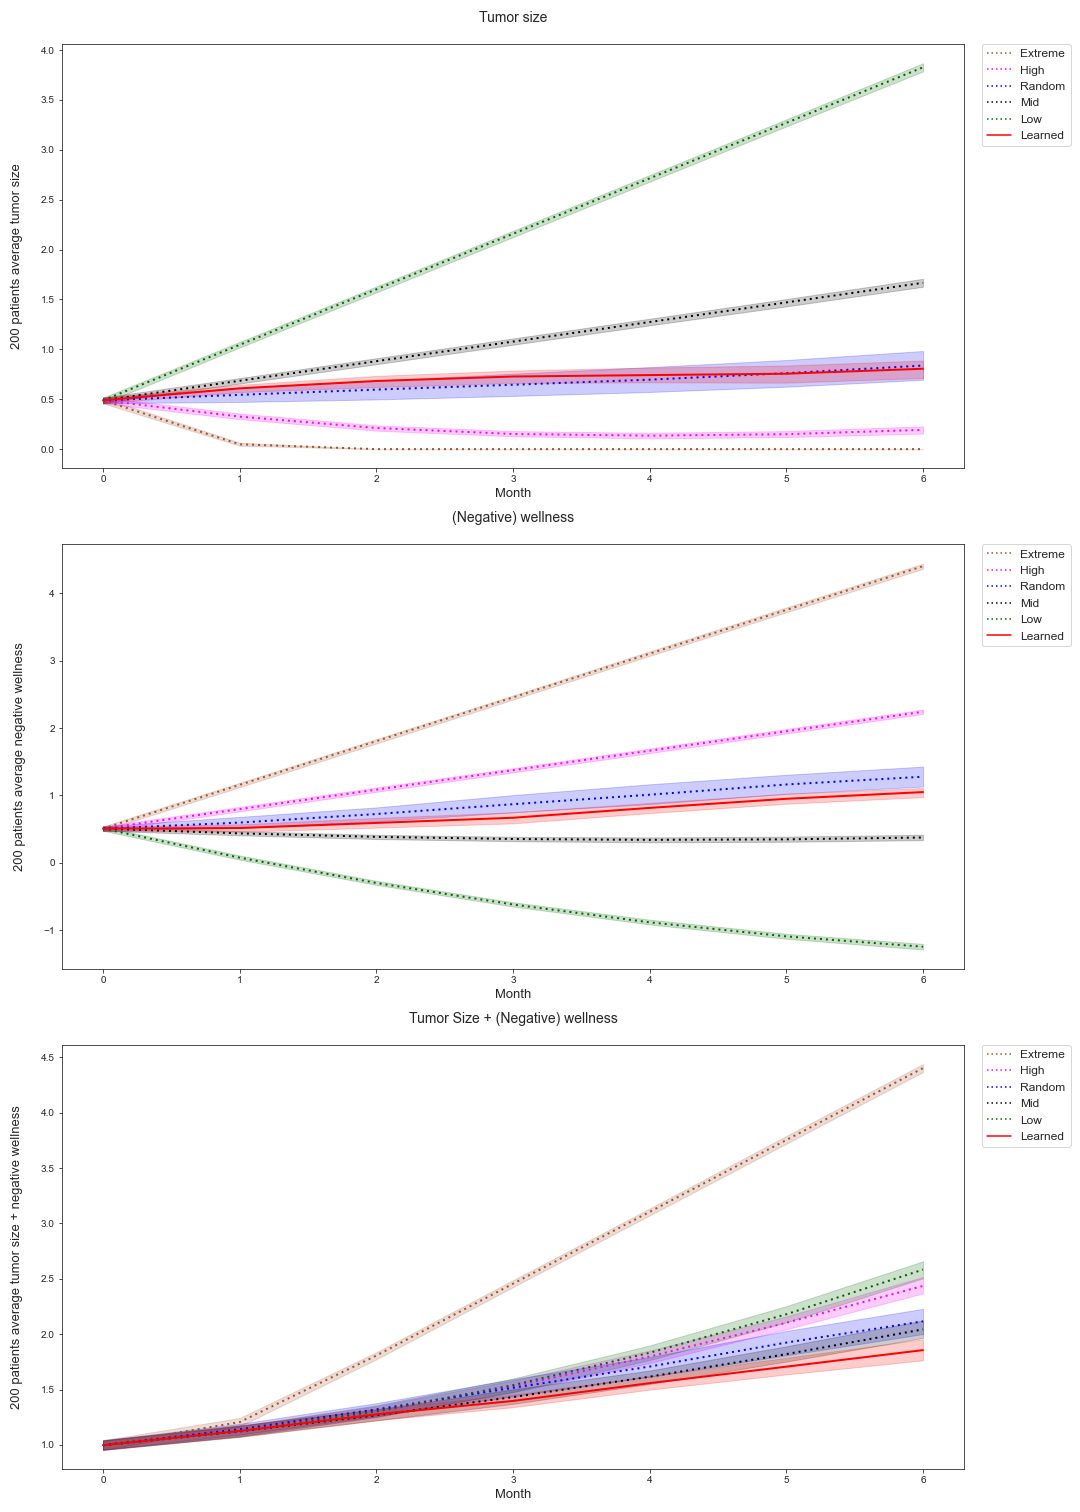 Tumor size
4.0
3.5
3.0
2.5
2.0
1.5
1.0
0.5
0.0
200 patients average tumor size
0 1 2 3 4 5 6
Month
Extreme
High
Random
Mid
Low
Learned
(Negative) wellness
4
3
2
1
0
−1
200 patients average negative wellness
0 1 2 3 4 5 6
Month
Extreme
High
Random
Mid
Low
Learned
Tumor Size + (Negative) wellness
4.5
4.0
3.5
3.0
2.5
2.0
1.5
1.0
200 patients average tumor size + negative wellness
0 1 2 3 4 5 6
Month
Extreme
High
Random
Mid
Low
Learned